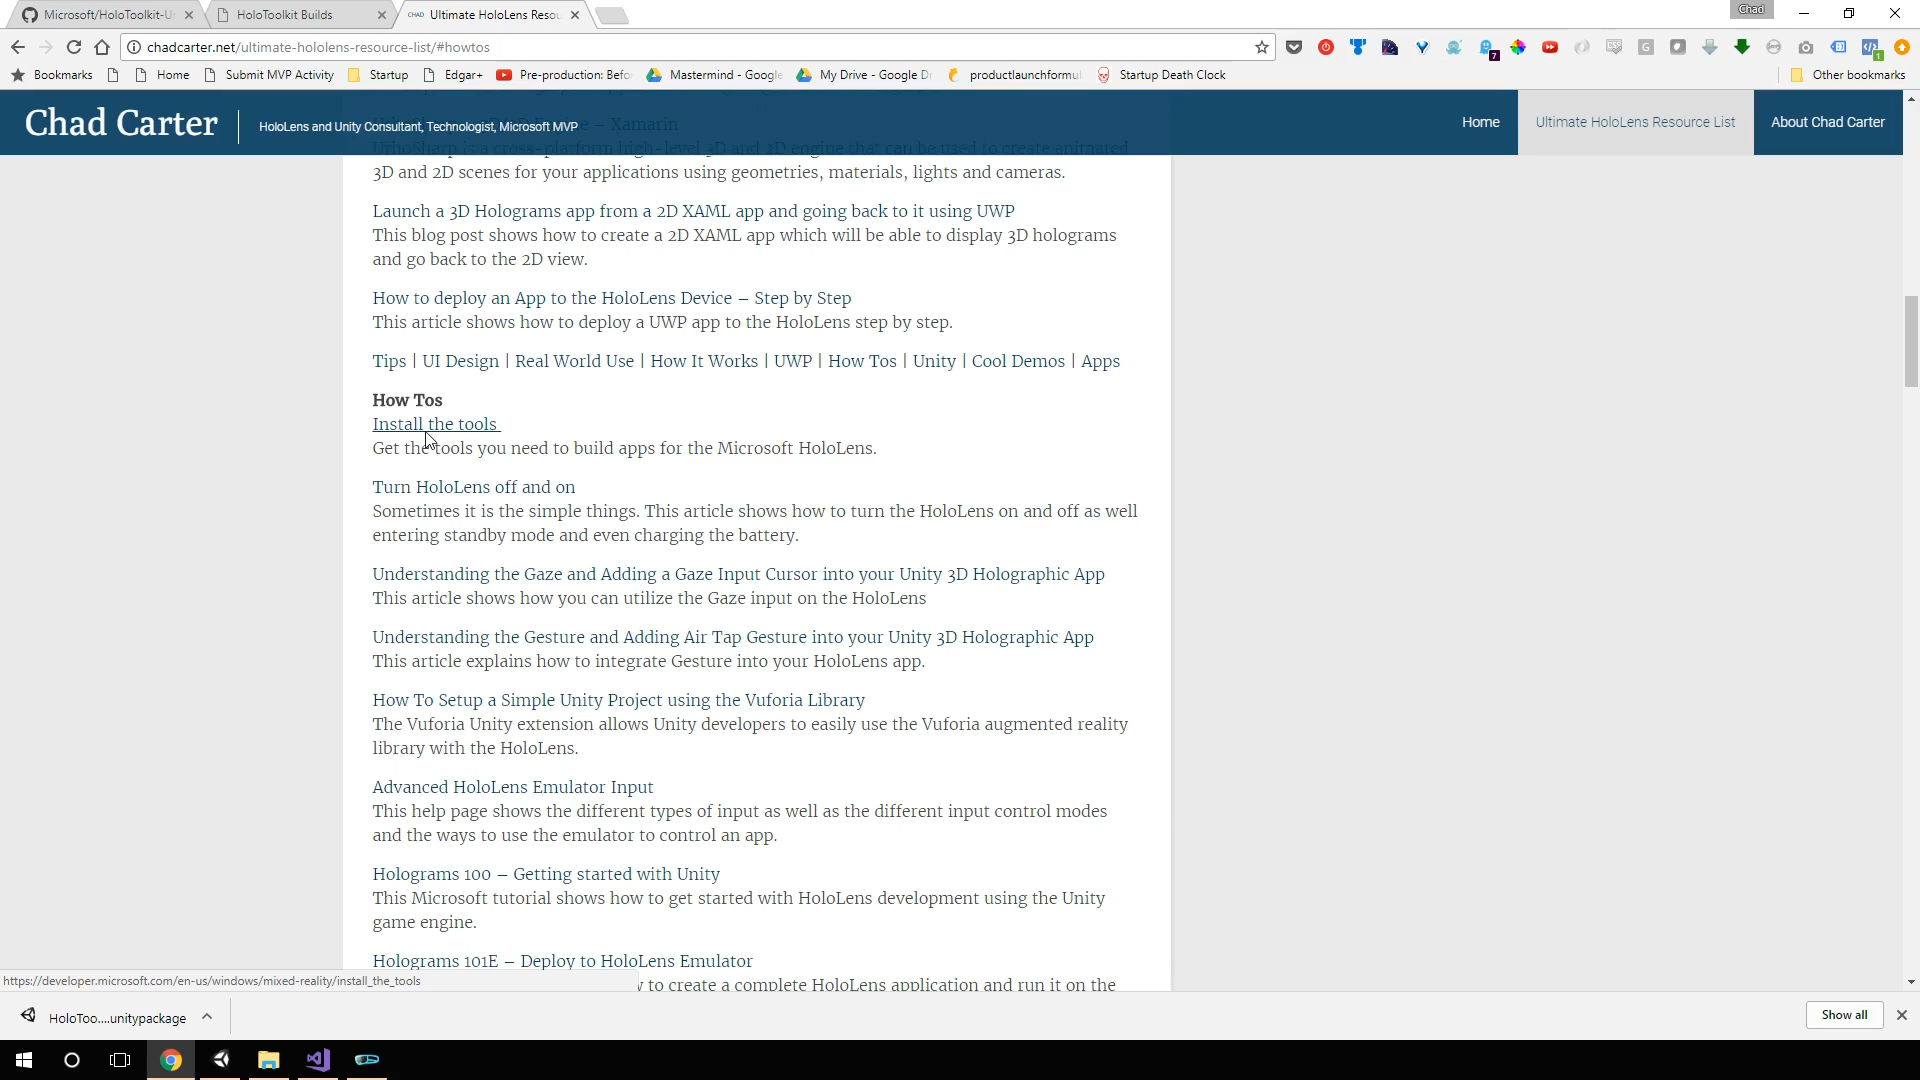 Microsoft/HoloToolkit-U
HoloToolkit Builds
CHAD Ultimate HoloLens Resou
Chad
chadcarter.net/ultimate-hololens-resource-list/#howtos
CSS
G
7
1
Bookmarks
Home
Submit MVP Activity
Startup
Edgar+
Pre-production: Befo
Mastermind - Google
My Drive - Google Dr
productlaunchformul
Startup Death Clock
Other bookmarks
Chad Carter
HoloLens and Unity Consultant, Technologist, Microsoft MVP
– Xamarin
Home
Ultimate HoloLens Resource List
About Chad Carter
UrhoSharp is a cross-platform high-level 3D and 2D engine that can be used to create animated
3D and 2D scenes for your applications using geometries, materials, lights and cameras.
Launch a 3D Holograms app from a 2D XAML app and going back to it using UWP
This blog post shows how to create a 2D XAML app which will be able to display 3D holograms
and go back to the 2D view.
How to deploy an App to the HoloLens Device – Step by Step
This article shows how to deploy a UWP app to the HoloLens step by step.
Tips | UI Design | Real World Use | How It Works | UWP | How Tos | Unity | Cool Demos | Apps
How Tos
Install the tools
Get the tools you need to build apps for the Microsoft HoloLens.
Turn HoloLens off and on
Sometimes it is the simple things. This article shows how to turn the HoloLens on and off as well
entering standby mode and even charging the battery.
Understanding the Gaze and Adding a Gaze Input Cursor into your Unity 3D Holographic App
This article shows how you can utilize the Gaze input on the HoloLens
Understanding the Gesture and Adding Air Tap Gesture into your Unity 3D Holographic App
This article explains how to integrate Gesture into your HoloLens app.
How To Setup a Simple Unity Project using the Vuforia Library
The Vuforia Unity extension allows Unity developers to easily use the Vuforia augmented reality
library with the HoloLens.
Advanced HoloLens Emulator Input
This help page shows the different types of input as well as the different input control modes
and the ways to use the emulator to control an app.
Holograms 100 – Getting started with Unity
This Microsoft tutorial shows how to get started with HoloLens development using the Unity
game engine.
Holograms 101E – Deploy to HoloLens Emulator
to create a complete HoloLens application and run it on the
https://developer.microsoft.com/en-us/windows/mixed-reality/install_the_tools
HoloToo....unitypackage
Show all